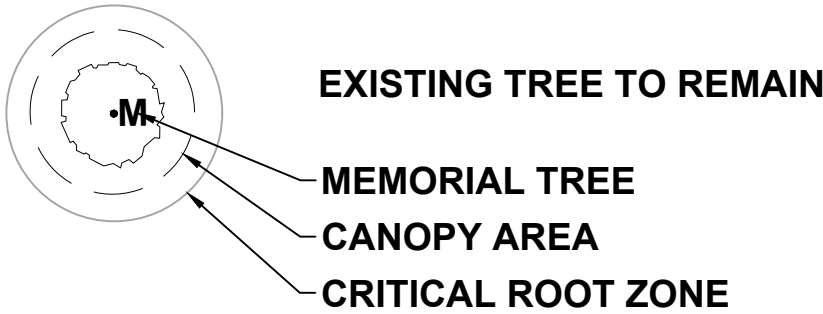 EXISTING TREE TO REMAIN
M
MEMORIAL TREE
CANOPY AREA
CRITICAL ROOT ZONE